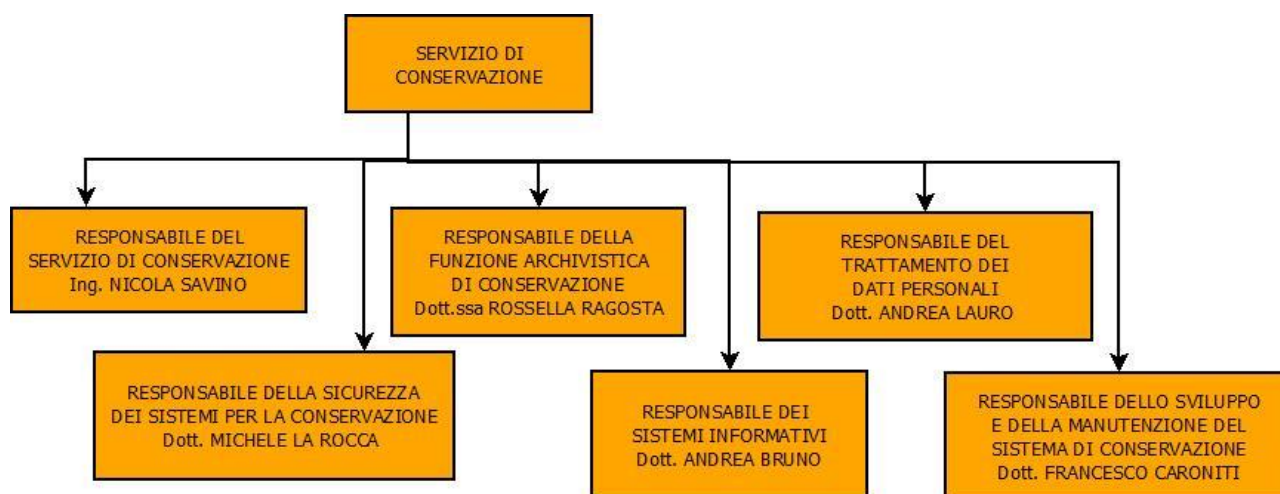 SERVIZIO DI
CONSERVAZIONE
RESPONSABILE DEL
SERVIZIO DI CONSERVAZIONE
Ing. NICOLA SAVINO
RESPONSABILE DELLA
FUNZIONE ARCHIVISTICA
DI CONSERVAZIONE
Dott.ssa ROSSELLA RAGOSTA
RESPONSABILE DEL
TRATTAMENTO DEI
DATI PERSONALI
Dott. ANDREA LAURO
RESPONSABILE DELLA SICUREZZA
DEI SISTEMI PER LA CONSERVAZIONE
Dott. MICHELE LA ROCCA
RESPONSABILE DEI
SISTEMI INFORMATIVI
Dott. ANDREA BRUNO
RESPONSABILE DELLO SVILUPPO
E DELLA MANUTENZIONE DEL
SISTEMA DI CONSERVAZIONE
Dott. FRANCESCO CARONITI